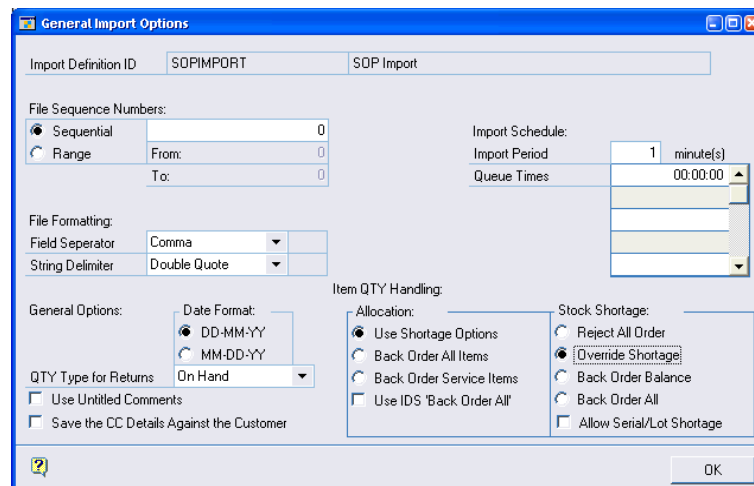 General Import Options
Import Definition ID SOPIMPORT SOP Import
File Sequence Numbers:
Sequential 0
Import Schedule:
Range From: 0
Import Period 1 minute(s)
To: 0
Queue Times 00:00:00
File Formatting:
Field Seperator Comma
String Delimiter Double Quote
Item QTY Handling:
General Options:
Date Format:
DD-MM-YY
MM-DD-YY
QTY Type for Returns On Hand
Use Untitled Comments
Save the CC Details Against the Customer
Allocation:
Use Shortage Options
Back Order All Items
Back Order Service Items
Use IDS 'Back Order All'
Stock Shortage:
Reject All Order
Override Shortage
Back Order Balance
Back Order All
Allow Serial/Lot Shortage
OK